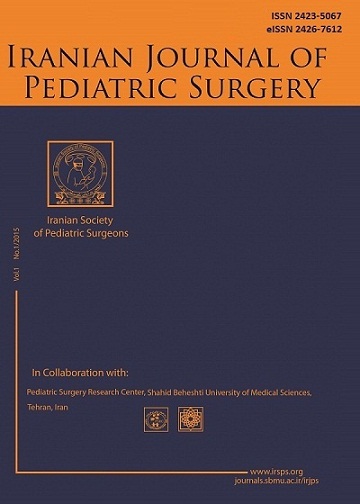 ISSN 2423-5067
eISSN 2426-7612
IRANIAN JOURNAL OF
PEDIATRIC SURGERY
Iranian Society
of Pediatric Surgeons
Vol.1 No.1/2015
In Collaboration with:
Pediatric Surgery Research Center, Shahid Beheshti University of Medical Sciences,
Tehran, Iran
www.irsps.org
journals.sbmu.ac.ir/irjps